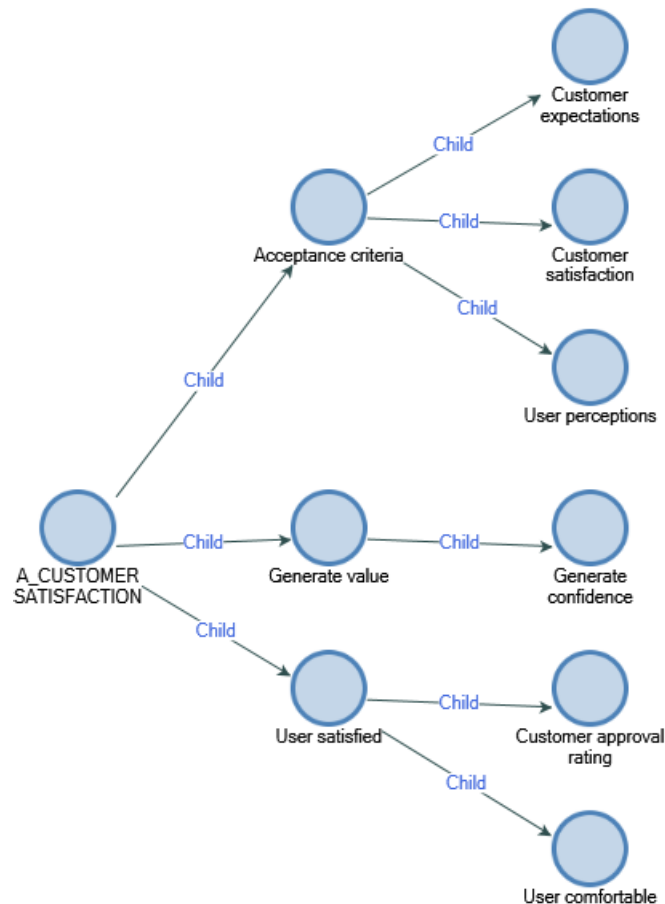 Customer
expectations
Child
Acceptance criteria
Child
Customer
satisfaction
Child
User perceptions
Child
A_CUSTOMER
SATISFACTION
Child
Generate value
Child
Generate
confidence
Child
User satisfied
Child
Customer approval
rating
Child
User comfortable